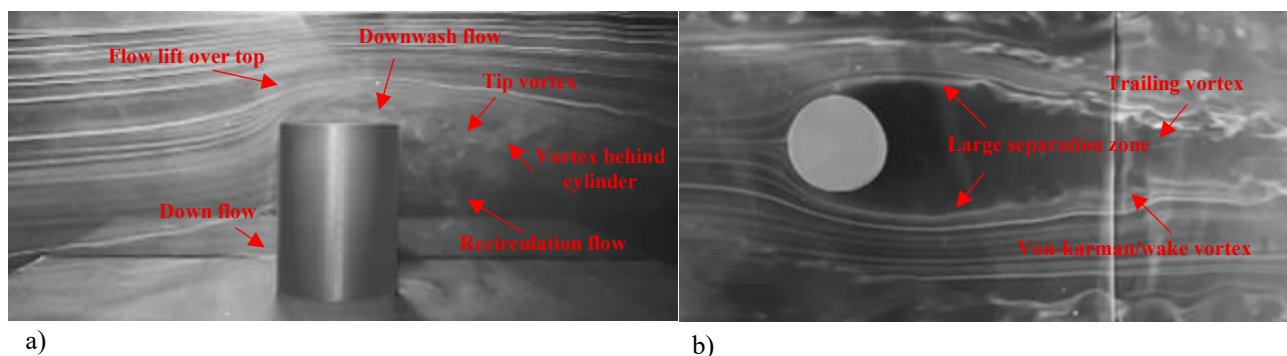 Downwash flow
Flow lift over top
Tip vortex
Vortex behind
cylinder
Down flow
Recirculation flow
a)
Trailing vortex
Large separation zone
Von-karman/wake vortex
b)